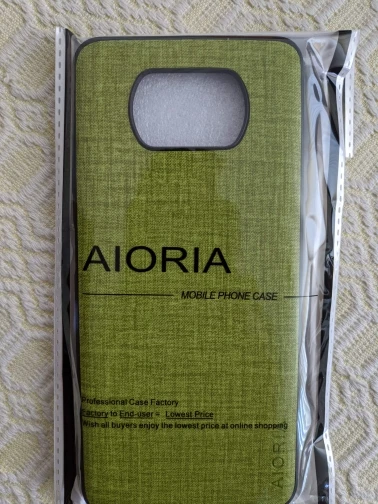 AIORIA
MOBILE PHONE CASE
Professional Case Factory
Factory to End-user = Lowest Price
Wish all buyers enjoy the lowest price at online shopping
AIORI